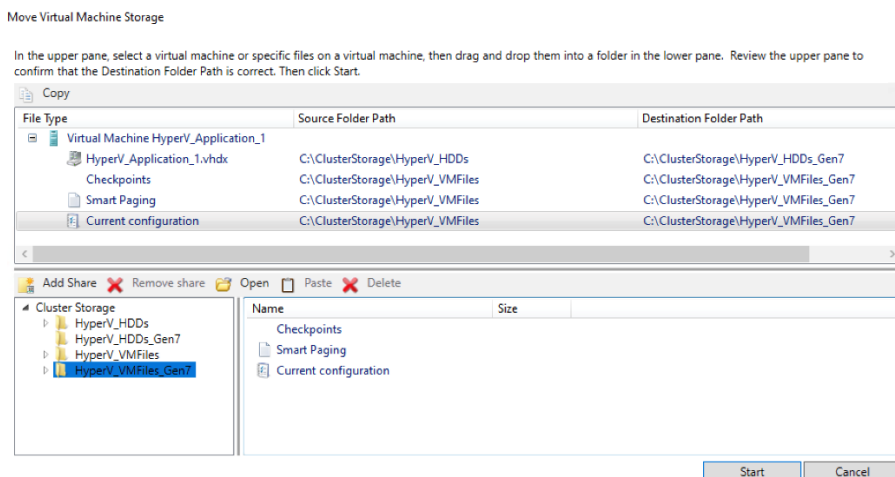 Move Virtual Machine Storage
In the upper pane, select a virtual machine or specific files on a virtual machine, then drag and drop them into a folder in the lower pane. Review the upper pane to
confirm that the Destination Folder Path is correct. Then click Start.
Copy
File Type Source Folder Path Destination Folder Path
Virtual Machine HyperV_Application_1
HyperV_Application_1.vhdx C:\ClusterStorage\HyperV_HDDs C:\ClusterStorage\HyperV_HDDs_Gen7
Checkpoints C:\ClusterStorage\HyperV_VMFiles C:\ClusterStorage\HyperV_VMFiles_Gen7
Smart Paging C:\ClusterStorage\HyperV_VMFiles C:\ClusterStorage\HyperV_VMFiles_Gen7
Current configuration C:\ClusterStorage\HyperV_VMFiles C:\ClusterStorage\HyperV_VMFiles_Gen7
Add Share Remove share Open Paste Delete
Cluster Storage
HyperV_HDDs
HyperV_HDDs_Gen7
HyperV_VMFiles
HyperV_VMFiles_Gen7
Name Size
Checkpoints
Smart Paging
Current configuration
Start Cancel